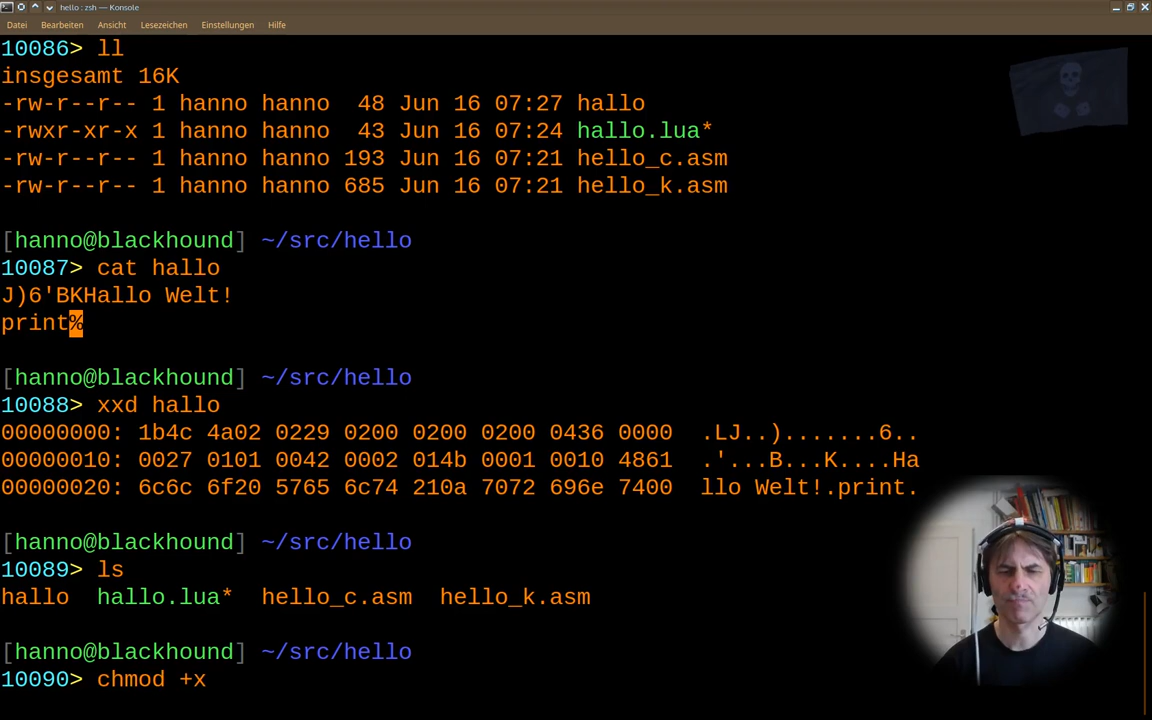 hello : zsh — Konsole
Datei Bearbeiten Ansicht Lesezeichen Einstellungen Hilfe
10086> ll
insgesamt 16K
-rw-r--r-- 1 hanno hanno  48 Jun 16 07:27 hallo
-rwxr-xr-x 1 hanno hanno  43 Jun 16 07:24 hallo.lua*
-rw-r--r-- 1 hanno hanno 193 Jun 16 07:21 hello_c.asm
-rw-r--r-- 1 hanno hanno 685 Jun 16 07:21 hello_k.asm
[hanno@blackhound] ~/src/hello
10087> cat hallo
J)6'BKHallo Welt!
print%
[hanno@blackhound] ~/src/hello
10088> xxd hallo
00000000: 1b4c 4a02 0229 0200 0200 0200 0436 0000  .LJ..).......6..
00000010: 0027 0101 0042 0002 014b 0001 0010 4861  .'...B...K....Ha
00000020: 6c6c 6f20 5765 6c74 210a 7072 696e 7400  llo Welt!.print.
[hanno@blackhound] ~/src/hello
10089> ls
hallo  hallo.lua*  hello_c.asm  hello_k.asm
[hanno@blackhound] ~/src/hello
10090> chmod +x